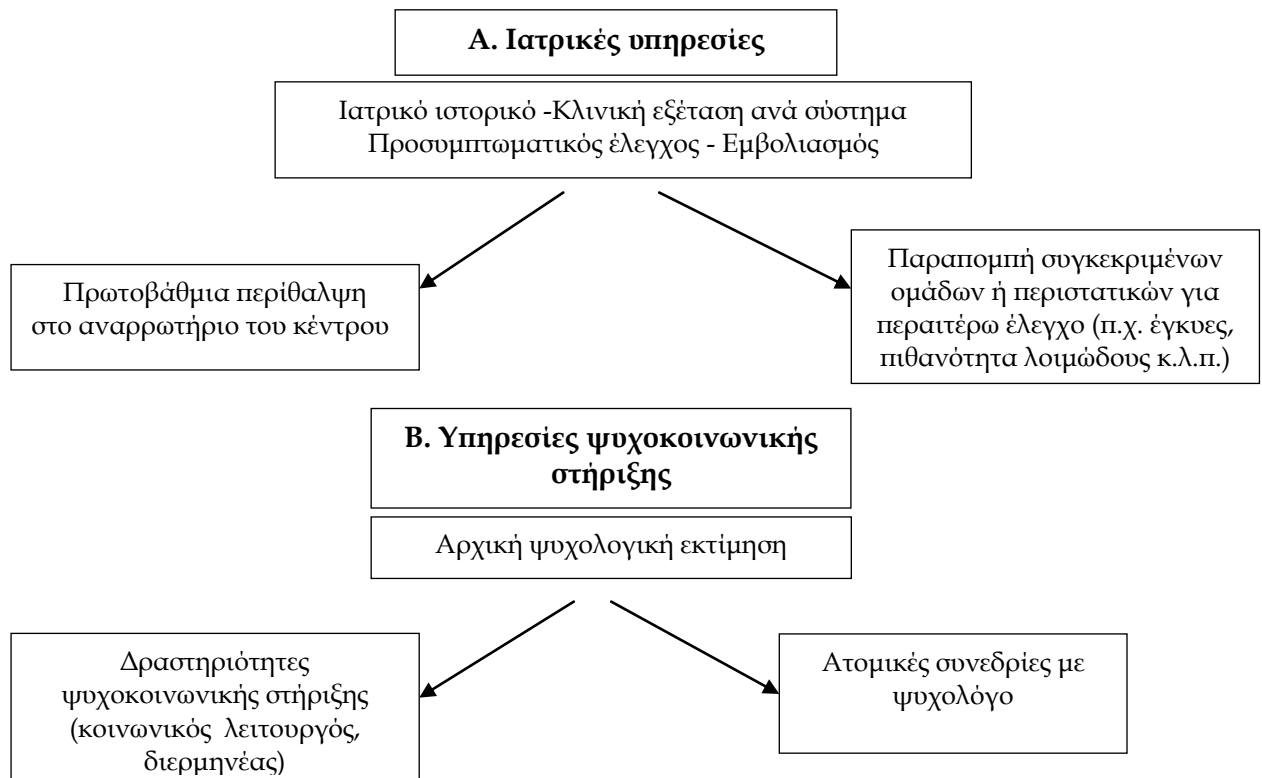 Α. Ιατρικές υπηρεσίες
Ιατρικό ιστορικό -Κλινική εξέταση ανά σύστημα
Προσυμπτωματικός έλεγχος - Εμβολιασμός
Πρωτοβάθμια περίθαλψη
στο αναρρωτήριο του κέντρου
Παραπομπή συγκεκριμένων
ομάδων ή περιστατικών για
περαιτέρω έλεγχο (π.χ. έγκυες,
πιθανότητα λοιμώδους κ.λ.π.)
Β. Υπηρεσίες ψυχοκοινωνικής
στήριξης
Αρχική ψυχολογική εκτίμηση
Δραστηριότητες
ψυχοκοινωνικής στήριξης
(κοινωνικός λειτουργός,
διερμηνέας)
Ατομικές συνεδρίες με
ψυχολόγο